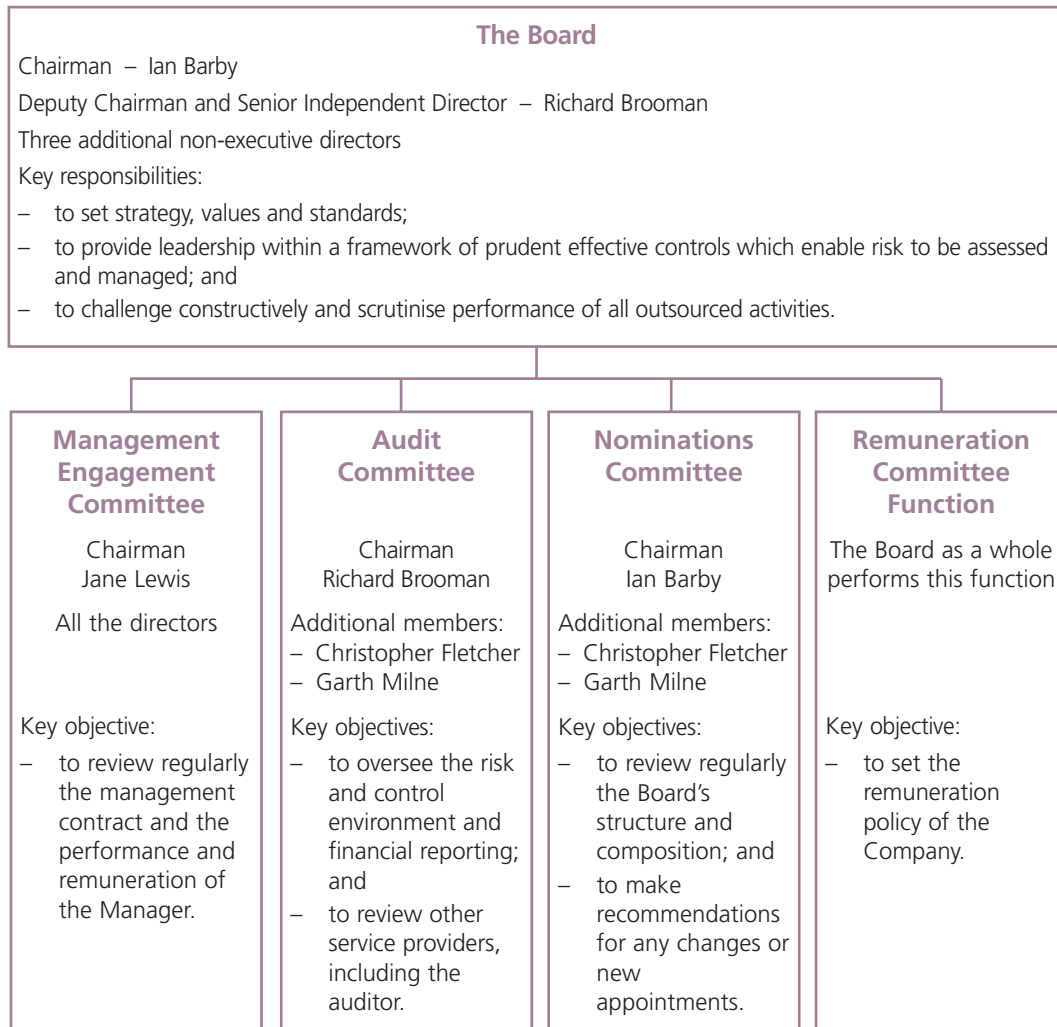 The Board
Chairman – Ian Barby
Deputy Chairman and Senior Independent Director – Richard Brooman
Three additional non-executive directors
Key responsibilities:
– to set strategy, values and standards;
– to provide leadership within a framework of prudent effective controls which enable risk to be assessed
and managed; and
– to challenge constructively and scrutinise performance of all outsourced activities.
Management
Engagement
Committee
Chairman
Jane Lewis
All the directors
Key objective:
– to review regularly
the management
contract and the
performance and
remuneration of
the Manager.
Audit
Committee
Chairman
Richard Brooman
Additional members:
– Christopher Fletcher
– Garth Milne
Key objectives:
– to oversee the risk
and control
environment and
financial reporting;
and
– to review other
service providers,
including the
auditor.
Nominations
Committee
Chairman
Ian Barby
Additional members:
– Christopher Fletcher
– Garth Milne
Key objectives:
– to review regularly
the Board's
structure and
composition; and
– to make
recommendations
for any changes or
new
appointments.
Remuneration
Committee
Function
The Board as a whole
performs this function
Key objective:
– to set the
remuneration
policy of the
Company.